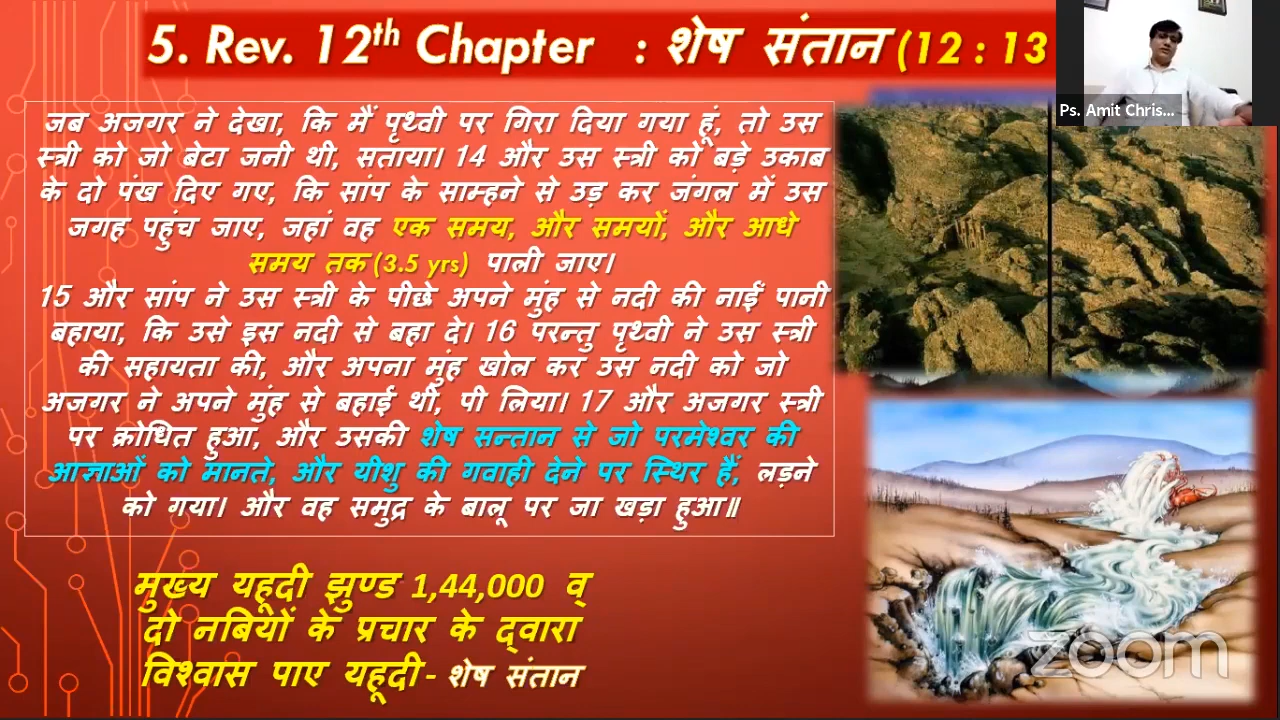 5. Rev. 12th Chapter : शेष संतान (12 : 13
Ps. Amit Chris...
जब अजगर ने देखा, कि मैं पृथ्वी पर गिरा दिया गया हूं, तो उस
स्त्री को जो बेटा जनी थी, सताया। 14 और उस स्त्री को बड़े उकाब
के दो पंख दिए गए, कि सांप के साम्हने से उड़ कर जंगल में उस
जगह पहुंच जाए, जहां वह एक समय, और समयों, और आधे
समय तक (3.5 yrs) पाली जाए।
15 और सांप ने उस स्त्री के पीछे अपने मुंह से नदी की नाईं पानी
बहाया, कि उसे इस नदी से बहा दे। 16 परन्तु पृथ्वी ने उस स्त्री
की सहायता की, और अपना मुंह खोल कर उस नदी को जो
अजगर ने अपने मुंह से बहाई थी, पी लिया। 17 और अजगर स्त्री
पर क्रोधित हुआ, और उसकी शेष सन्तान से जो परमेश्वर की
आज्ञाओं को मानते, और यीशु की गवाही देने पर स्थिर हैं, लड़ने
को गया। और वह समुद्र के बालू पर जा खड़ा हुआ॥
मुख्य यहूदी झुण्ड 1,44,000 व्
दो नबियों के प्रचार के द्वारा
विश्वास पाए यहूदी- शेष संतान
zoom